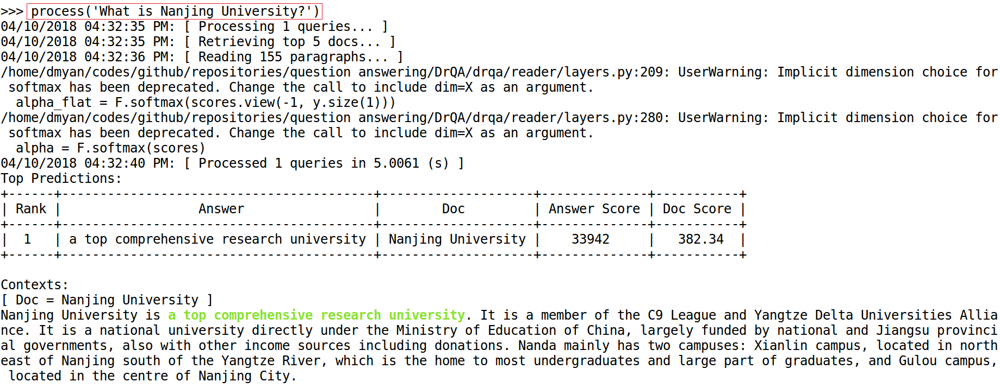 >>> process('What is Nanjing University?')
04/10/2018 04:32:35 PM: [ Processing 1 queries... ]
04/10/2018 04:32:35 PM: [ Retrieving top 5 docs... ]
04/10/2018 04:32:36 PM: [ Reading 155 paragraphs... ]
/home/dmyan/codes/github/repositories/question answering/DrQA/drqa/reader/layers.py:209: UserWarning: Implicit dimension choice for
 softmax has been deprecated. Change the call to include dim=X as an argument.
  alpha_flat = F.softmax(scores.view(-1, y.size(1)))
/home/dmyan/codes/github/repositories/question answering/DrQA/drqa/reader/layers.py:280: UserWarning: Implicit dimension choice for
 softmax has been deprecated. Change the call to include dim=X as an argument.
  alpha = F.softmax(scores)
04/10/2018 04:32:40 PM: [ Processed 1 queries in 5.0061 (s) ]
Top Predictions:
+------+-----------------------------------------+--------------------+--------------+-----------+
| Rank |                  Answer                 |        Doc         | Answer Score | Doc Score |
+------+-----------------------------------------+--------------------+--------------+-----------+
|  1   | a top comprehensive research university | Nanjing University |    33942     |   382.34  |
+------+-----------------------------------------+--------------------+--------------+-----------+

Contexts:
[ Doc = Nanjing University ]
Nanjing University is a top comprehensive research university. It is a member of the C9 League and Yangtze Delta Universities Allia
nce. It is a national university directly under the Ministry of Education of China, largely funded by national and Jiangsu provinci
al governments, also with other income sources including donations. Nanda mainly has two campuses: Xianlin campus, located in north
east of Nanjing south of the Yangtze River, which is the home to most undergraduates and large part of graduates, and Gulou campus,
 located in the centre of Nanjing City.